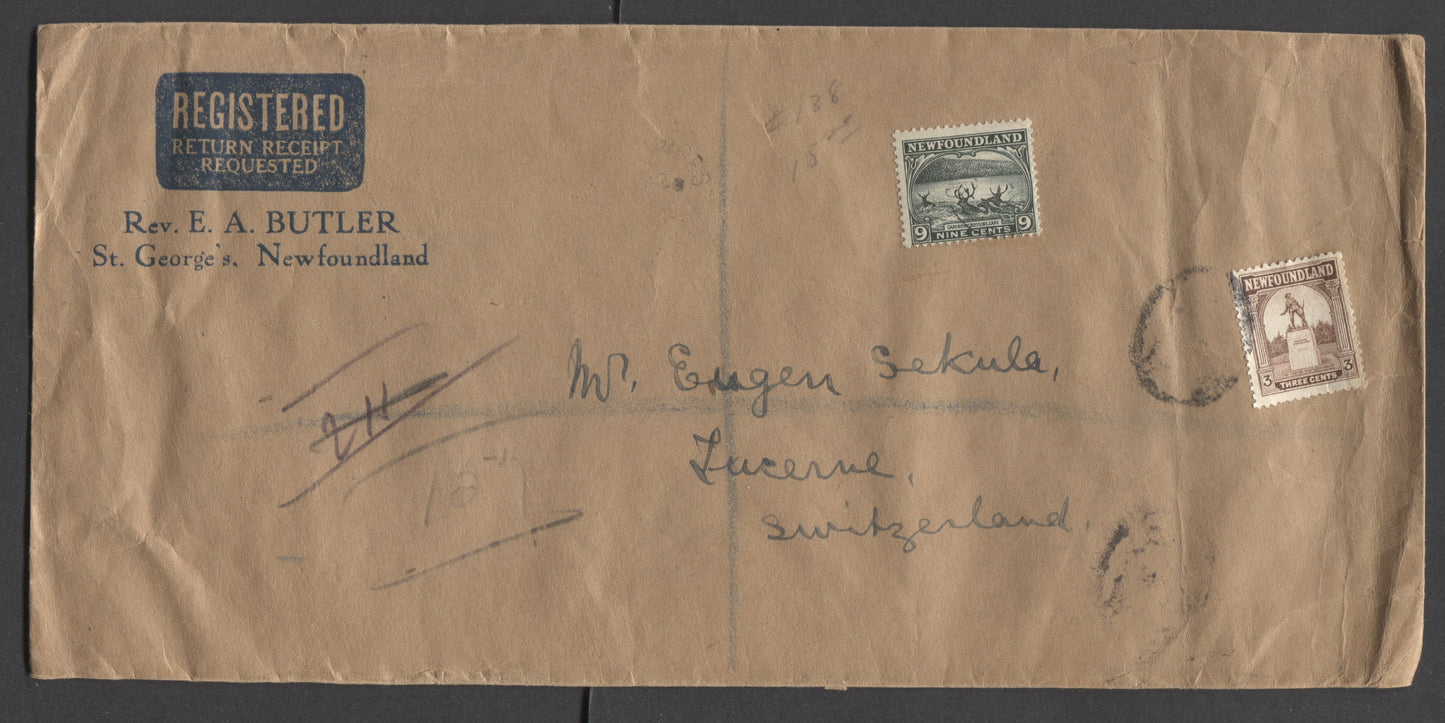 REGISTERED
RETURN RECEIPT
REQUESTED
Rev. E. A. BUTLER
St. George's, Newfoundland
NEWFOUNDLAND
9 9
NINE CENTS
NEWFOUNDLAND
3 3
THREE CENTS
Mr. Eugen Sekula,
Lucerne,
Switzerland